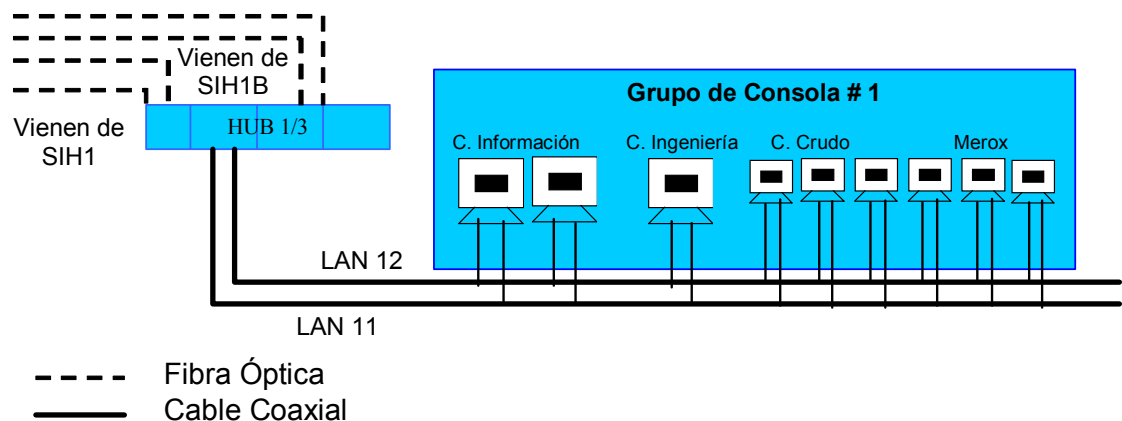 Vienen de
SIH1B
Vienen de
SIH1
HUB 1/3
Grupo de Consola # 1
C. Información
C. Ingeniería
C. Crudo
Merox
LAN 12
LAN 11
Fibra Óptica
Cable Coaxial